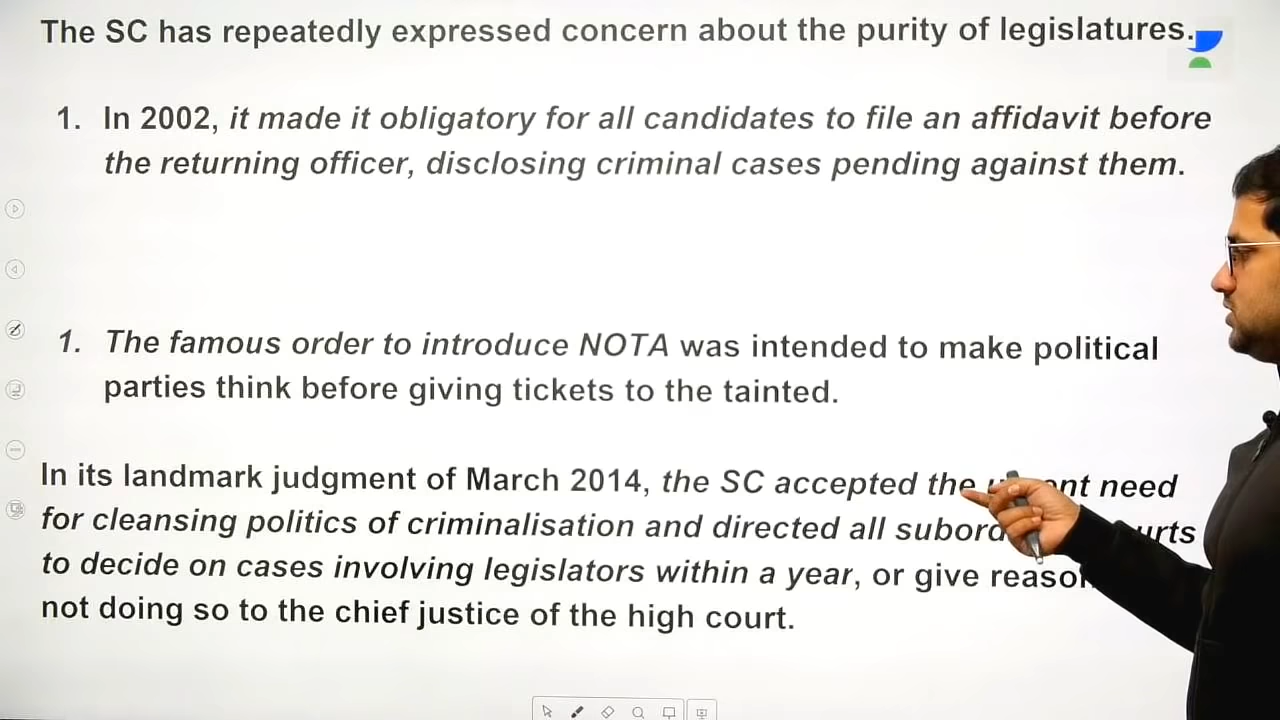 The SC has repeatedly expressed concern about the purity of legislatures.
1. In 2002, it made it obligatory for all candidates to file an affidavit before
the returning officer, disclosing criminal cases pending against them.
1. The famous order to introduce NOTA was intended to make political
parties think before giving tickets to the tainted.
In its landmark judgment of March 2014, the SC accepted the need
for cleansing politics of criminalisation and directed all
to decide on cases involving legislators within a year, or give
not doing so to the chief justice of the high court.